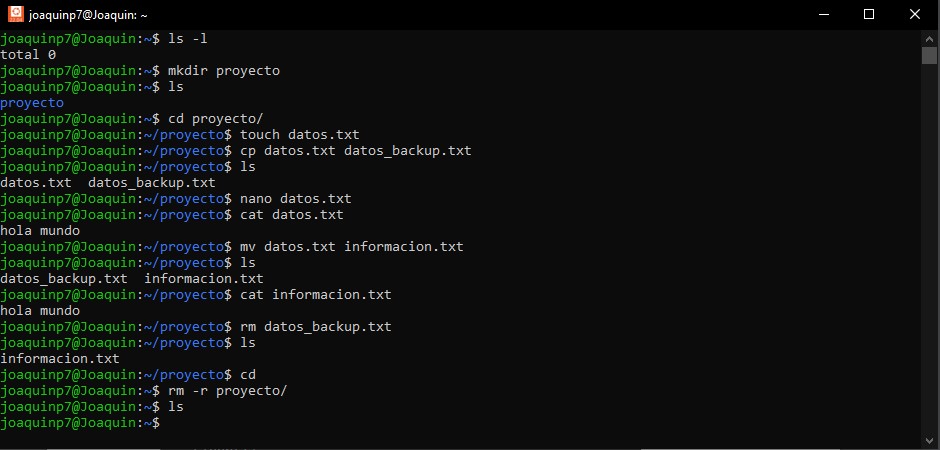 joaquinp7@Joaquin: ~
joaquinp7@Joaquin:~$ ls -l
total 0
joaquinp7@Joaquin:~$ mkdir proyecto
joaquinp7@Joaquin:~$ ls
proyecto
joaquinp7@Joaquin:~$ cd proyecto/
joaquinp7@Joaquin:~/proyecto$ touch datos.txt
joaquinp7@Joaquin:~/proyecto$ cp datos.txt datos_backup.txt
joaquinp7@Joaquin:~/proyecto$ ls
datos.txt  datos_backup.txt
joaquinp7@Joaquin:~/proyecto$ nano datos.txt
joaquinp7@Joaquin:~/proyecto$ cat datos.txt
hola mundo
joaquinp7@Joaquin:~/proyecto$ mv datos.txt informacion.txt
joaquinp7@Joaquin:~/proyecto$ ls
datos_backup.txt  informacion.txt
joaquinp7@Joaquin:~/proyecto$ cat informacion.txt
hola mundo
joaquinp7@Joaquin:~/proyecto$ rm datos_backup.txt
joaquinp7@Joaquin:~/proyecto$ ls
informacion.txt
joaquinp7@Joaquin:~/proyecto$ cd
joaquinp7@Joaquin:~$ rm -r proyecto/
joaquinp7@Joaquin:~$ ls
joaquinp7@Joaquin:~$